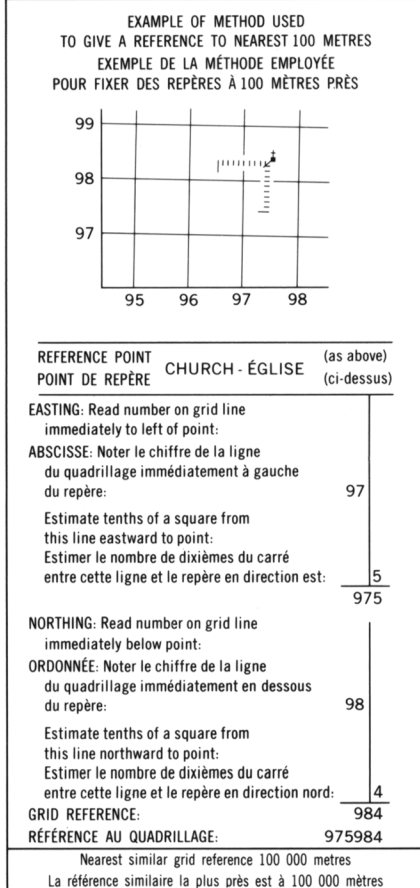 EXAMPLE OF METHOD USED
TO GIVE A REFERENCE TO NEAREST 100 METRES
EXEMPLE DE LA MÉTHODE EMPLOYÉE
POUR FIXER DES REPÈRES À 100 MÈTRES PRÈS
99
98
97
95 96 97 98
REFERENCE POINT
POINT DE REPÈRE
CHURCH - ÉGLISE
(as above)
(ci-dessus)
EASTING: Read number on grid line
immediately to left of point:
ABSCISSE: Noter le chiffre de la ligne
du quadrillage immédiatement à gauche
du repère: 97
Estimate tenths of a square from
this line eastward to point:
Estimer le nombre de dixièmes du carré
entre cette ligne et le repère en direction est: 5
975
NORTHING: Read number on grid line
immediately below point:
ORDONNÉE: Noter le chiffre de la ligne
du quadrillage immédiatement en dessous
du repère: 98
Estimate tenths of a square from
this line northward to point:
Estimer le nombre de dixièmes du carré
entre cette ligne et le repère en direction nord: 4
GRID REFERENCE: 984
RÉFÉRENCE AU QUADRILLAGE: 975984
Nearest similar grid reference 100 000 metres
La référence similaire la plus près est à 100 000 mètres